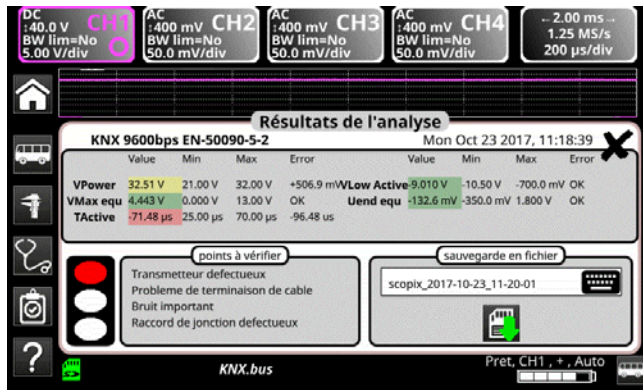 DC
÷40.0 V CH1
BW lim=No
5.00 V/div
AC
÷400 mV CH2
BW lim=No
50.0 mV/div
AC
÷400 mV CH3
BW lim=No
50.0 mV/div
AC
÷400 mV CH4
BW lim=No
50.0 mV/div
←2.00 ms→
1.25 MS/s
200 µs/div
Résultats de l'analyse
KNX 9600bps EN-50090-5-2 Mon Oct 23 2017, 11:18:39
Value Min Max Error Value Min Max Error
VPower 32.51 V 21.00 V 32.00 V +506.9 mV VLow Active -9.010 V -10.50 V -700.0 mV OK
VMax equ 4.443 V 0.000 V 13.00 V OK Uend equ -132.6 mV -350.0 mV 1.800 V OK
TActive -71.48 µs 25.00 µs 70.00 µs -96.48 us
points à vérifier
Transmetteur defectueux
Probleme de terminaison de cable
Bruit important
Raccord de jonction defectueux
sauvegarde en fichier
scopix_2017-10-23_11-20-01
?
KNX.bus
Pret, CH1 , + , Auto